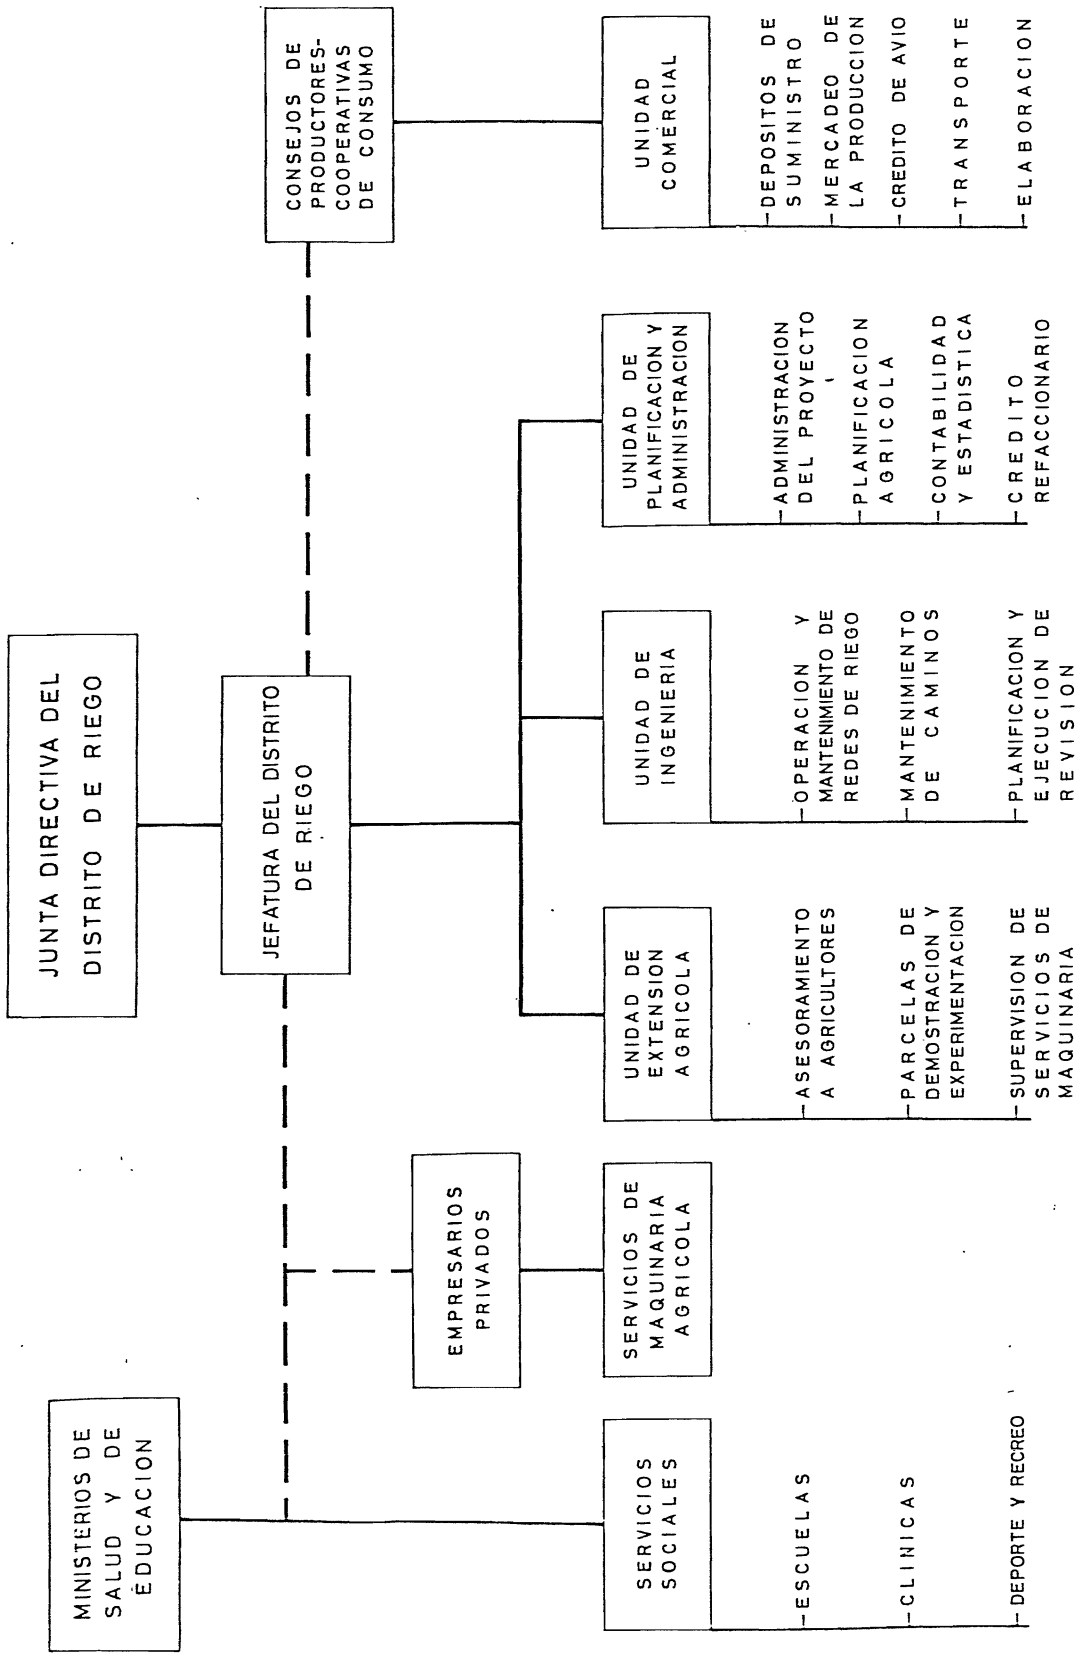 JUNTA DIRECTIVA DEL
DISTRITO DE RIEGO
MINISTERIOS DE
SALUD Y DE
EDUCACION
JEFATURA DEL DISTRITO
DE RIEGO
CONSEJOS DE
PRODUCTORES-
COOPERATIVAS
DE CONSUMO
EMPRESARIOS
PRIVADOS
SERVICIOS
SOCIALES
-ESCUELAS
-CLINICAS
-DEPORTE Y RECREO
SERVICIOS DE
MAQUINARIA
AGRICOLA
UNIDAD DE
EXTENSION
AGRICOLA
-ASESORAMIENTO
A AGRICULTORES
-PARCELAS DE
DEMOSTRACION Y
EXPERIMENTACION
-SUPERVISION DE
SERVICIOS DE
MAQUINARIA
UNIDAD DE
INGENIERIA
-OPERACION Y
MANTENIMIENTO DE
REDES DE RIEGO
-MANTENIMIENTO
DE CAMINOS
-PLANIFICACION Y
EJECUCION DE
REVISION
UNIDAD DE
PLANIFICACION Y
ADMINISTRACION
-ADMINISTRACION
DEL PROYECTO
-PLANIFICACION
AGRICOLA
-CONTABILIDAD
Y ESTADISTICA
-CREDITO
REFACCIONARIO
UNIDAD
COMERCIAL
-DEPOSITOS DE
SUMINISTRO
-MERCADEO DE
LA PRODUCCION
-CREDITO DE AVIO
-TRANSPORTE
-ELABORACION